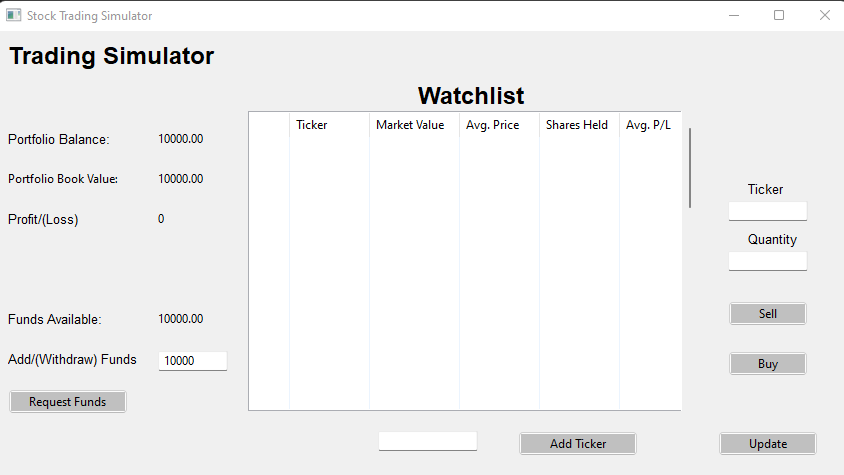 Stock Trading Simulator
Trading Simulator
Watchlist
Ticker Market Value Avg. Price Shares Held Avg. P/L
Portfolio Balance: 10000.00
Portfolio Book Value: 10000.00
Profit/(Loss) 0
Ticker
Quantity
Funds Available: 10000.00
Sell
Add/(Withdraw) Funds 10000
Buy
Request Funds
Add Ticker
Update